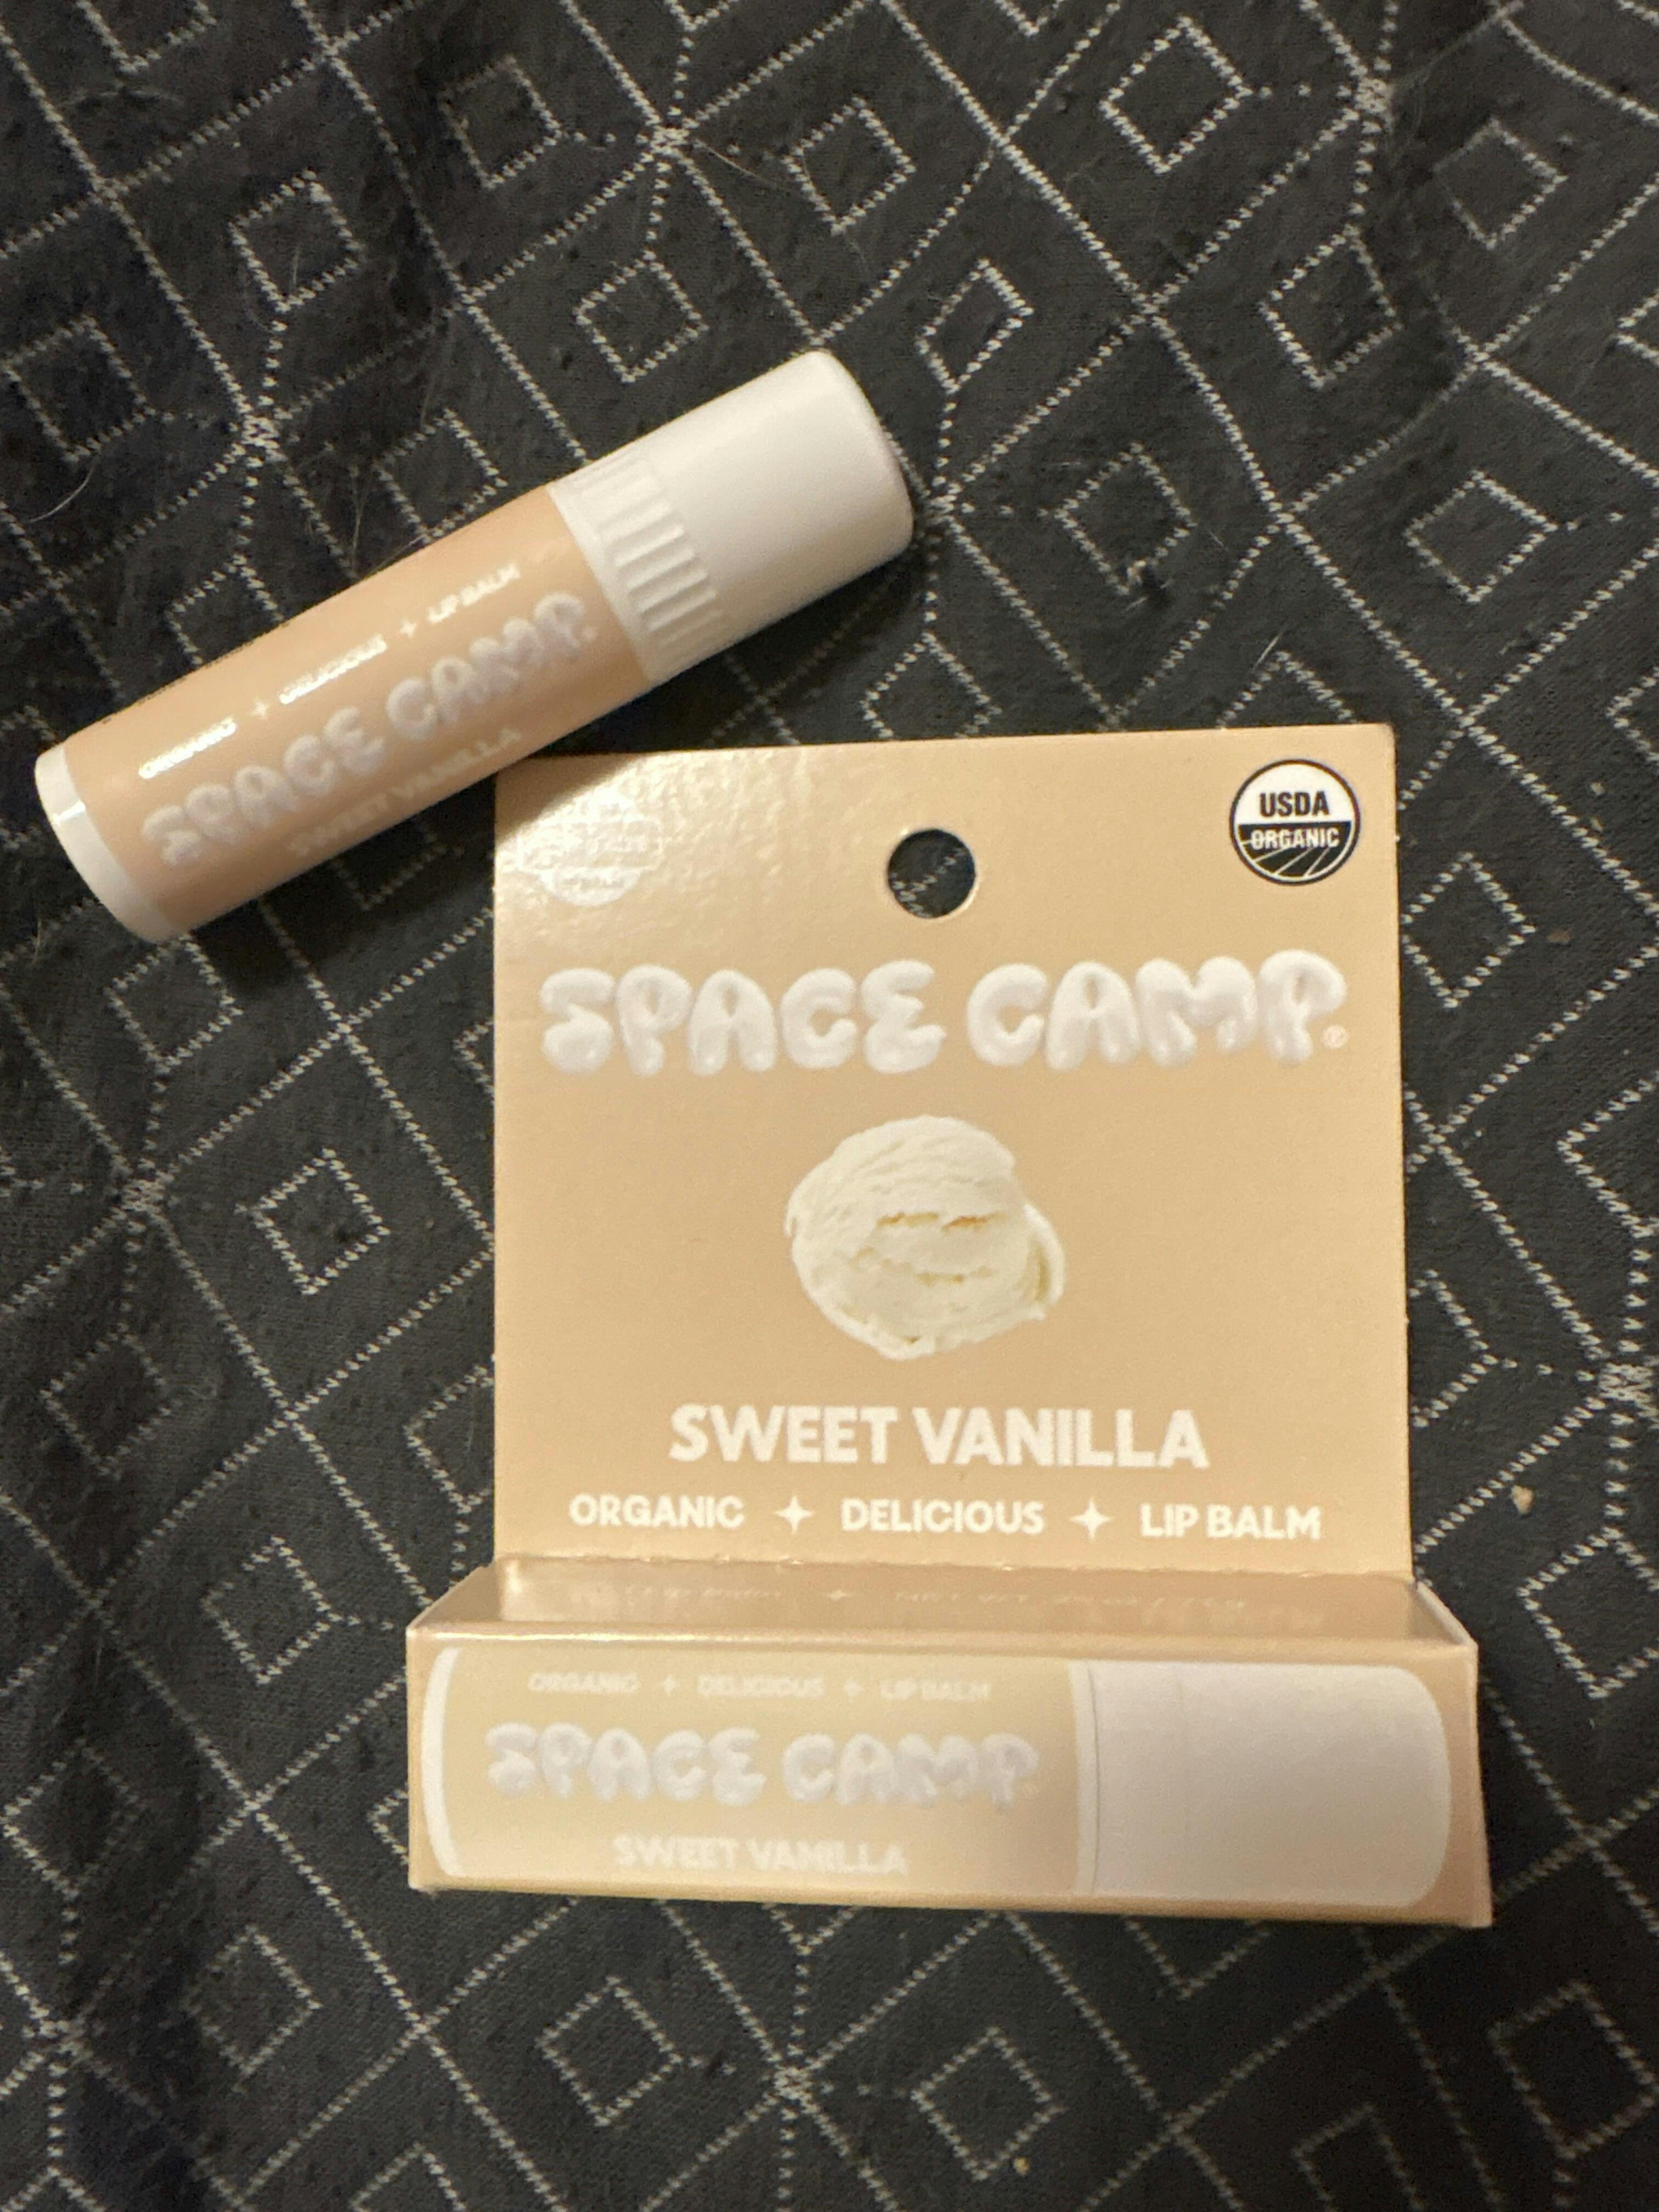 ORGANIC + DELICIOUS + LIP BALM
SPACE CAMP
SWEET VANILLA
USDA
ORGANIC
SPACE CAMP®
SWEET VANILLA
ORGANIC ✦ DELICIOUS ✦ LIP BALM
ORGANIC + DELICIOUS + LIP BALM
SPACE CAMP
SWEET VANILLA